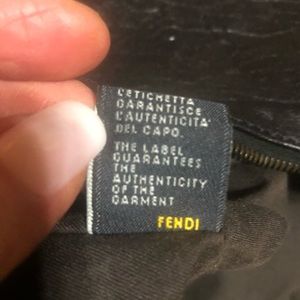 L'ETICHETTA
GARANTISCE
L'AUTENTICITA'
DEL CAPO.
THE LABEL
GUARANTEES
THE
AUTHENTICITY
OF THE
GARMENT
FENDI